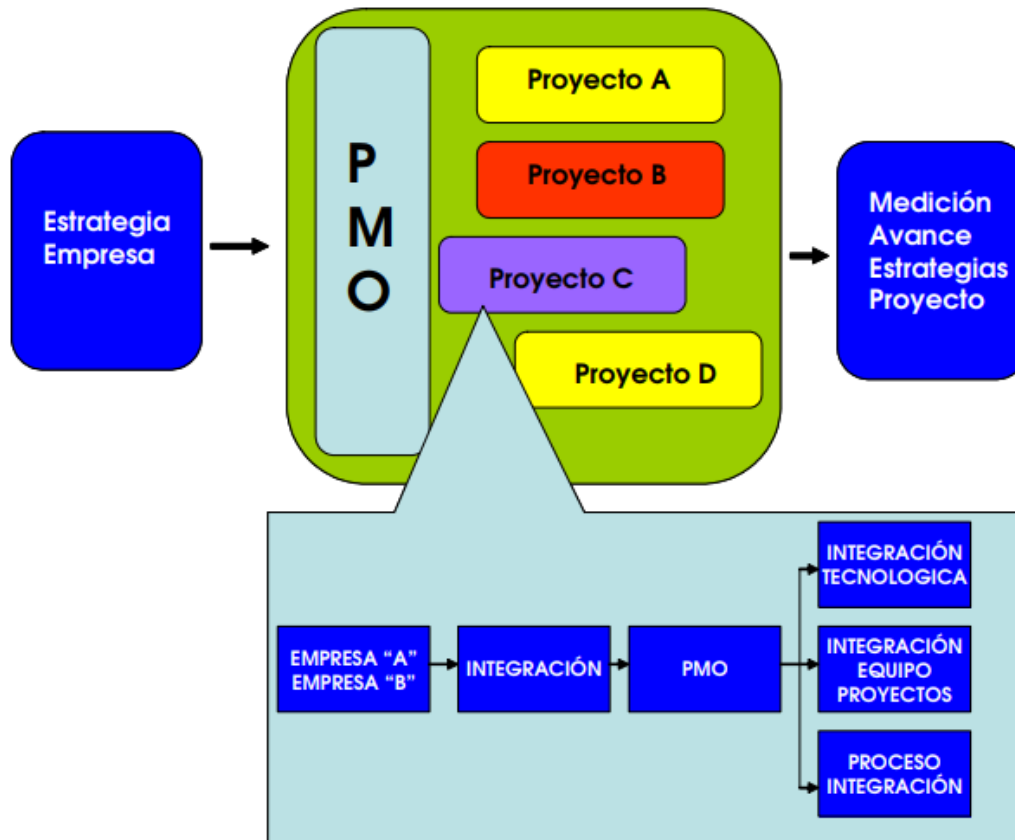 Estrategia
Empresa
P
M
O
Proyecto A
Proyecto B
Proyecto C
Proyecto D
Medición
Avance
Estrategias
Proyecto
EMPRESA “A”
EMPRESA “B”
INTEGRACIÓN
PMO
INTEGRACIÓN
TECNOLOGICA
INTEGRACIÓN
EQUIPO
PROYECTOS
PROCESO
INTEGRACIÓN